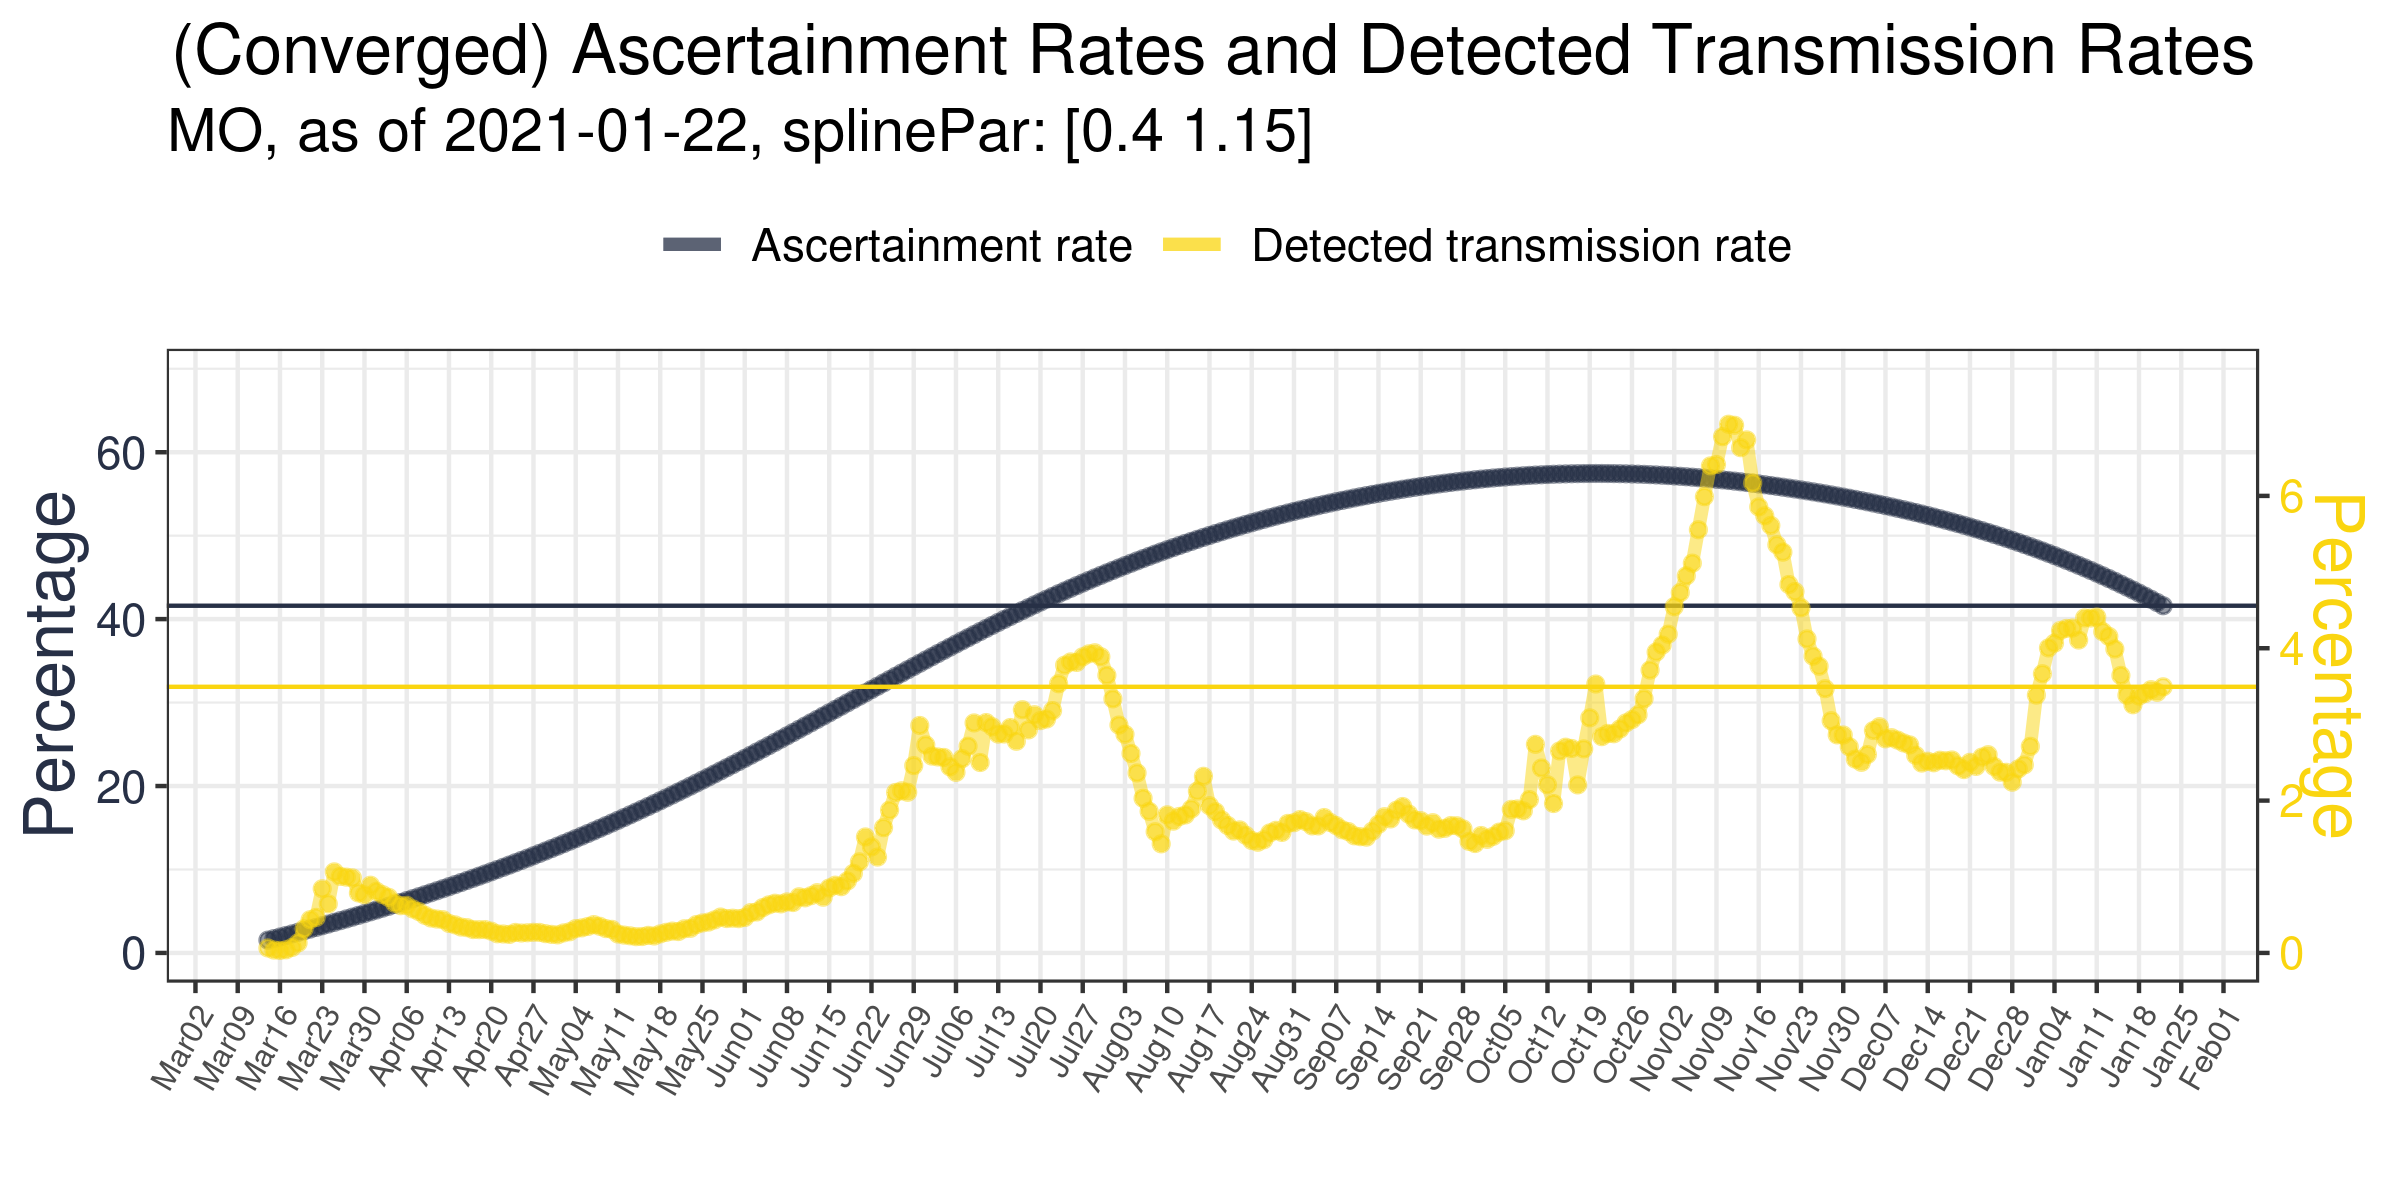 (Converged) Ascertainment Rates and Detected Transmission Rates
MO, as of 2021-01-22, splinePar: [0.4 1.15]
Ascertainment rate
Detected transmission rate
Percentage
60
40
20
0
6
4
2
0
Percentage
Mar02
Mar09
Mar16
Mar23
Mar30
Apr06
Apr13
Apr20
Apr27
May04
May11
May18
May25
Jun01
Jun08
Jun15
Jun22
Jun29
Jul06
Jul13
Jul20
Jul27
Aug03
Aug10
Aug17
Aug24
Aug31
Sep07
Sep14
Sep21
Sep28
Oct05
Oct12
Oct19
Oct26
Nov02
Nov09
Nov16
Nov23
Nov30
Dec07
Dec14
Dec21
Dec28
Jan04
Jan11
Jan18
Jan25
Feb01